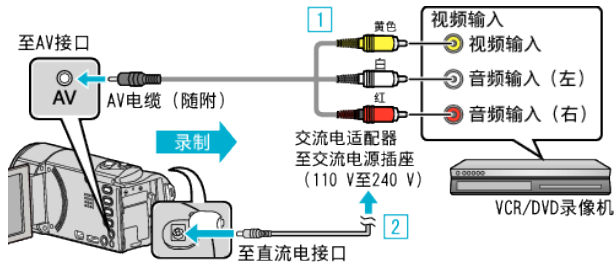 1
黄色
视频输入
视频输入
至AV接口
白
音频输入（左）
AV
AV电缆（随附）
红
音频输入（右）
录制
交流电适配器
至交流电源插座
（110 V至240 V）
VCR/DVD录像机
2
至直流电接口